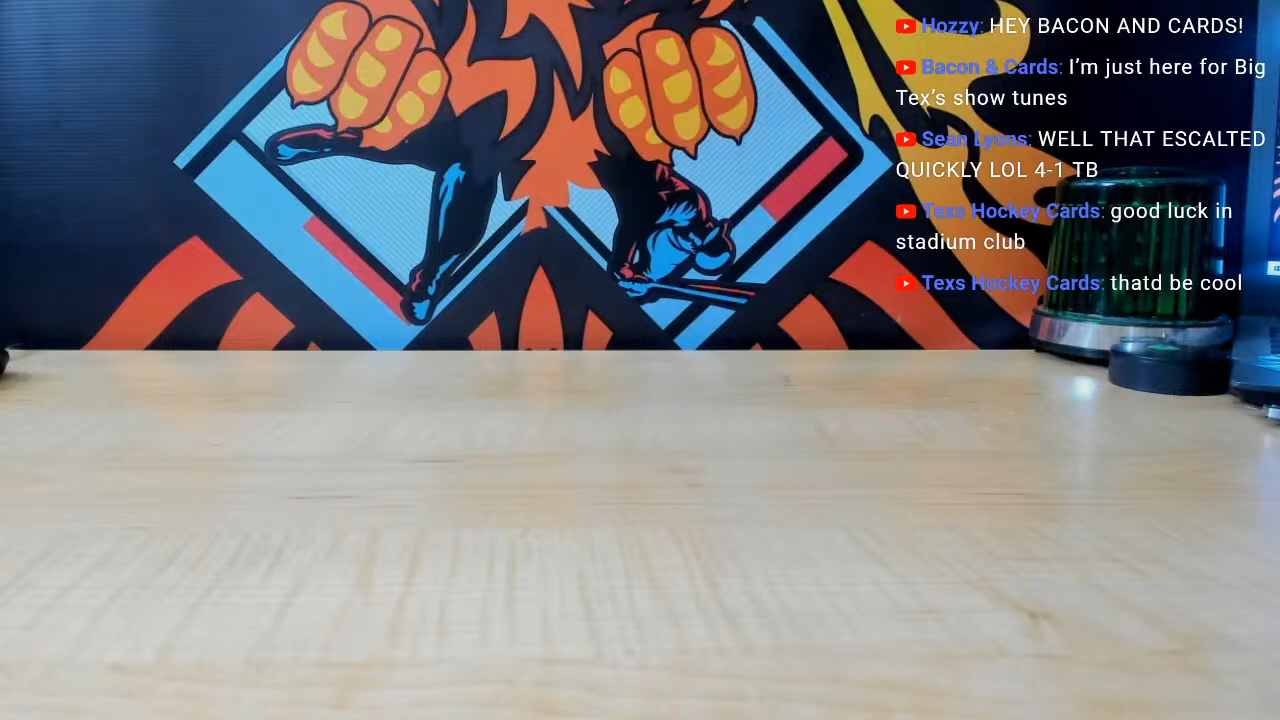 Hozzy: HEY BACON AND CARDS!
Bacon & Cards: I’m just here for Big
Tex’s show tunes
Sean Lyons: WELL THAT ESCALTED
QUICKLY LOL 4-1 TB
Texs Hockey Cards: good luck in
stadium club
Texs Hockey Cards: thatd be cool